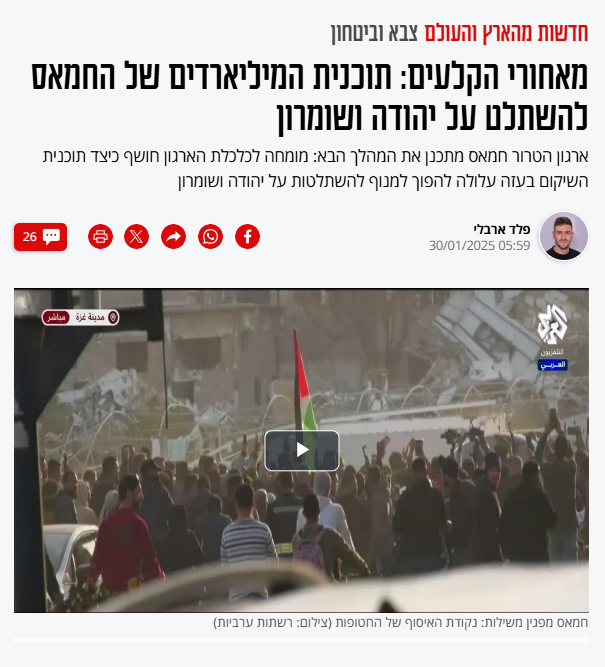 חדשות מהארץ והעולם צבא וביטחון
מאחורי הקלעים: תוכנית המיליארדים של החמאס
להשתלט על יהודה ושומרון
ארגון הטרור חמאס מתכנן את המהלך הבא: מומחה לכלכלת הארגון חושף כיצד תוכנית
השיקום בעזה עלולה להפוך למנוף להשתלטות על יהודה ושומרון
פלד ארבלי
30/01/2025 05:59
26
مدينة غزة مباشر
التلفزيون
العربي
חמאס מפגין משילות: נקודת האיסוף של החטופות (צילום: רשתות ערביות)